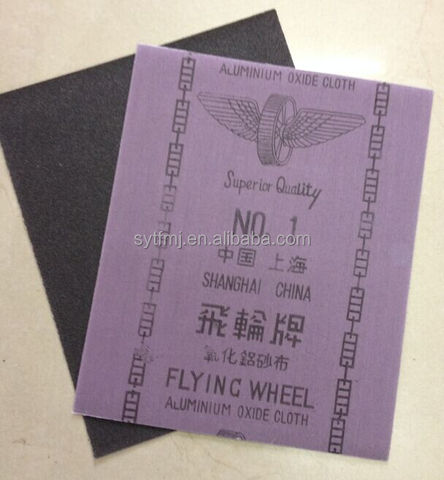 ALUMINIUM OXIDE CLOTH
Superior Quality
NO. 1
sytfmj.en.alibaba.com
中国 上海
SHANGHAI CHINA
飛輪牌
氧化鋁砂布
FLYING WHEEL
ALUMINIUM OXIDE CLOTH